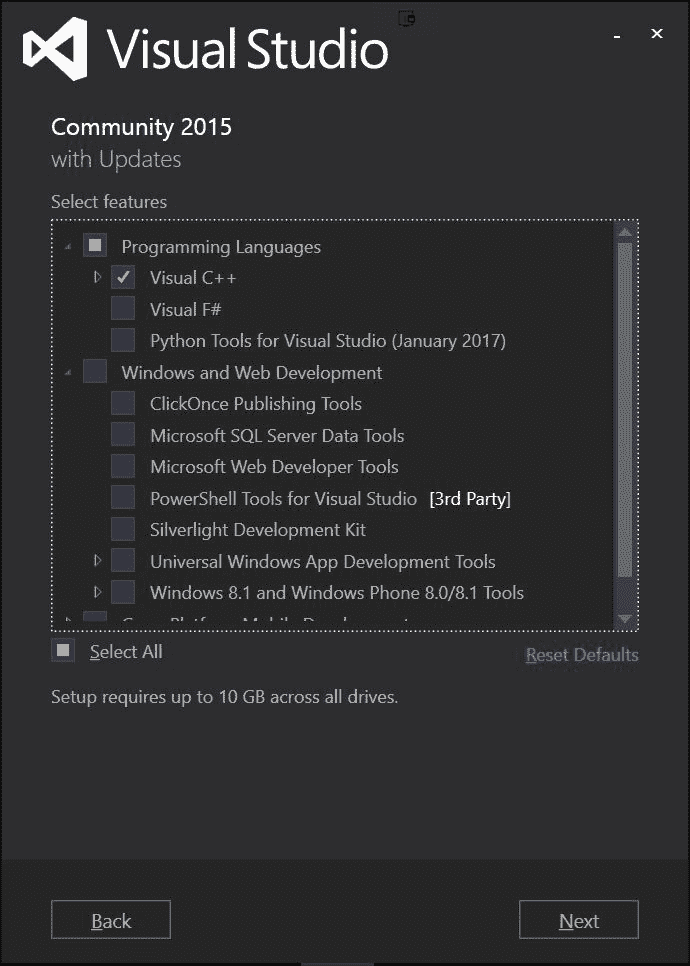 Visual Studio
Community 2015
with Updates
Select features
Programming Languages
Visual C++
Visual F#
Python Tools for Visual Studio (January 2017)
Windows and Web Development
ClickOnce Publishing Tools
Microsoft SQL Server Data Tools
Microsoft Web Developer Tools
PowerShell Tools for Visual Studio [3rd Party]
Silverlight Development Kit
Universal Windows App Development Tools
Windows 8.1 and Windows Phone 8.0/8.1 Tools
Select All
Reset Defaults
Setup requires up to 10 GB across all drives.
Back
Next